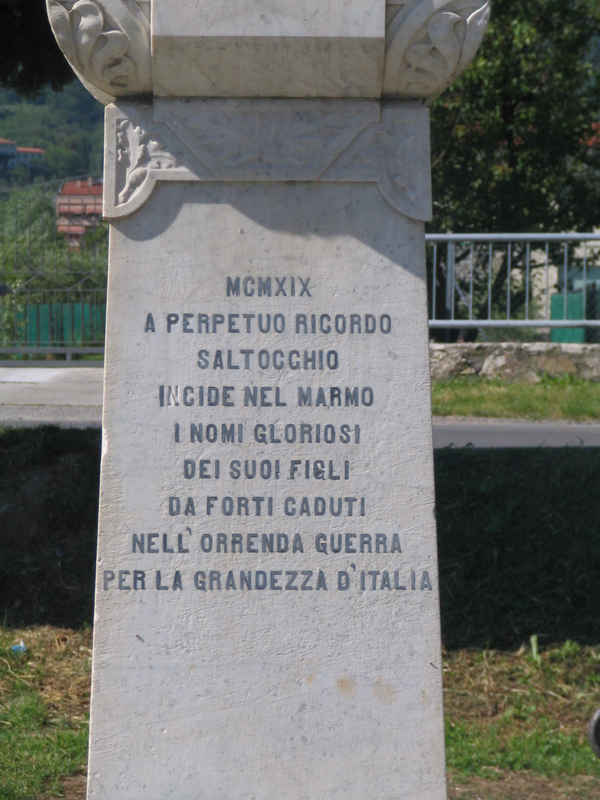 MCMXIX
A PERPETUO RICORDO
SALTOCCHIO
INCIDE NEL MARMO
I NOMI GLORIOSI
DEI SUOI FIGLI
DA FORTI CADUTI
NELL' ORRENDA GUERRA
PER LA GRANDEZZA D'ITALIA